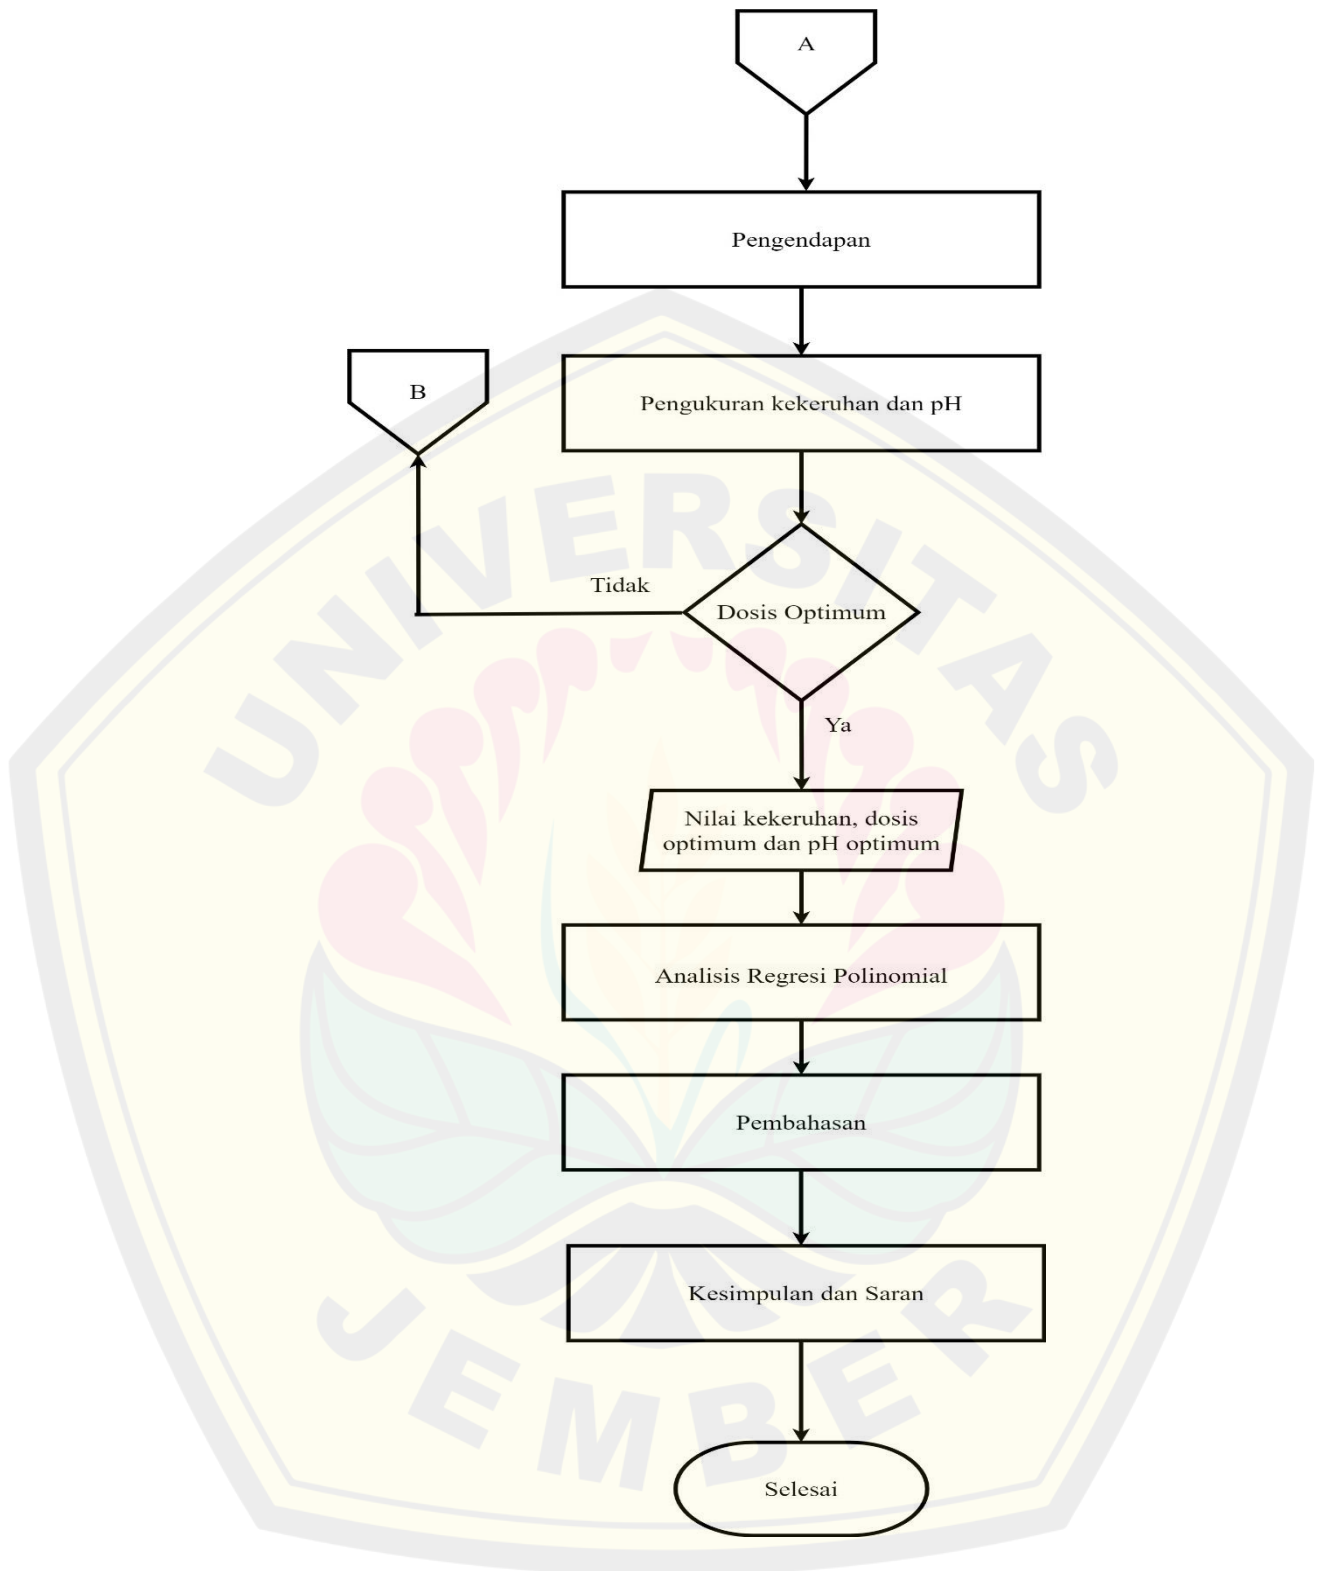 A
Pengendapan
B
Pengukuran kekeruhan dan pH
Tidak
Dosis Optimum
Ya
Nilai kekeruhan, dosis
optimum dan pH optimum
Analisis Regresi Polinomial
Pembahasan
Kesimpulan dan Saran
Selesai
UNIVERSITAS
JEMBER